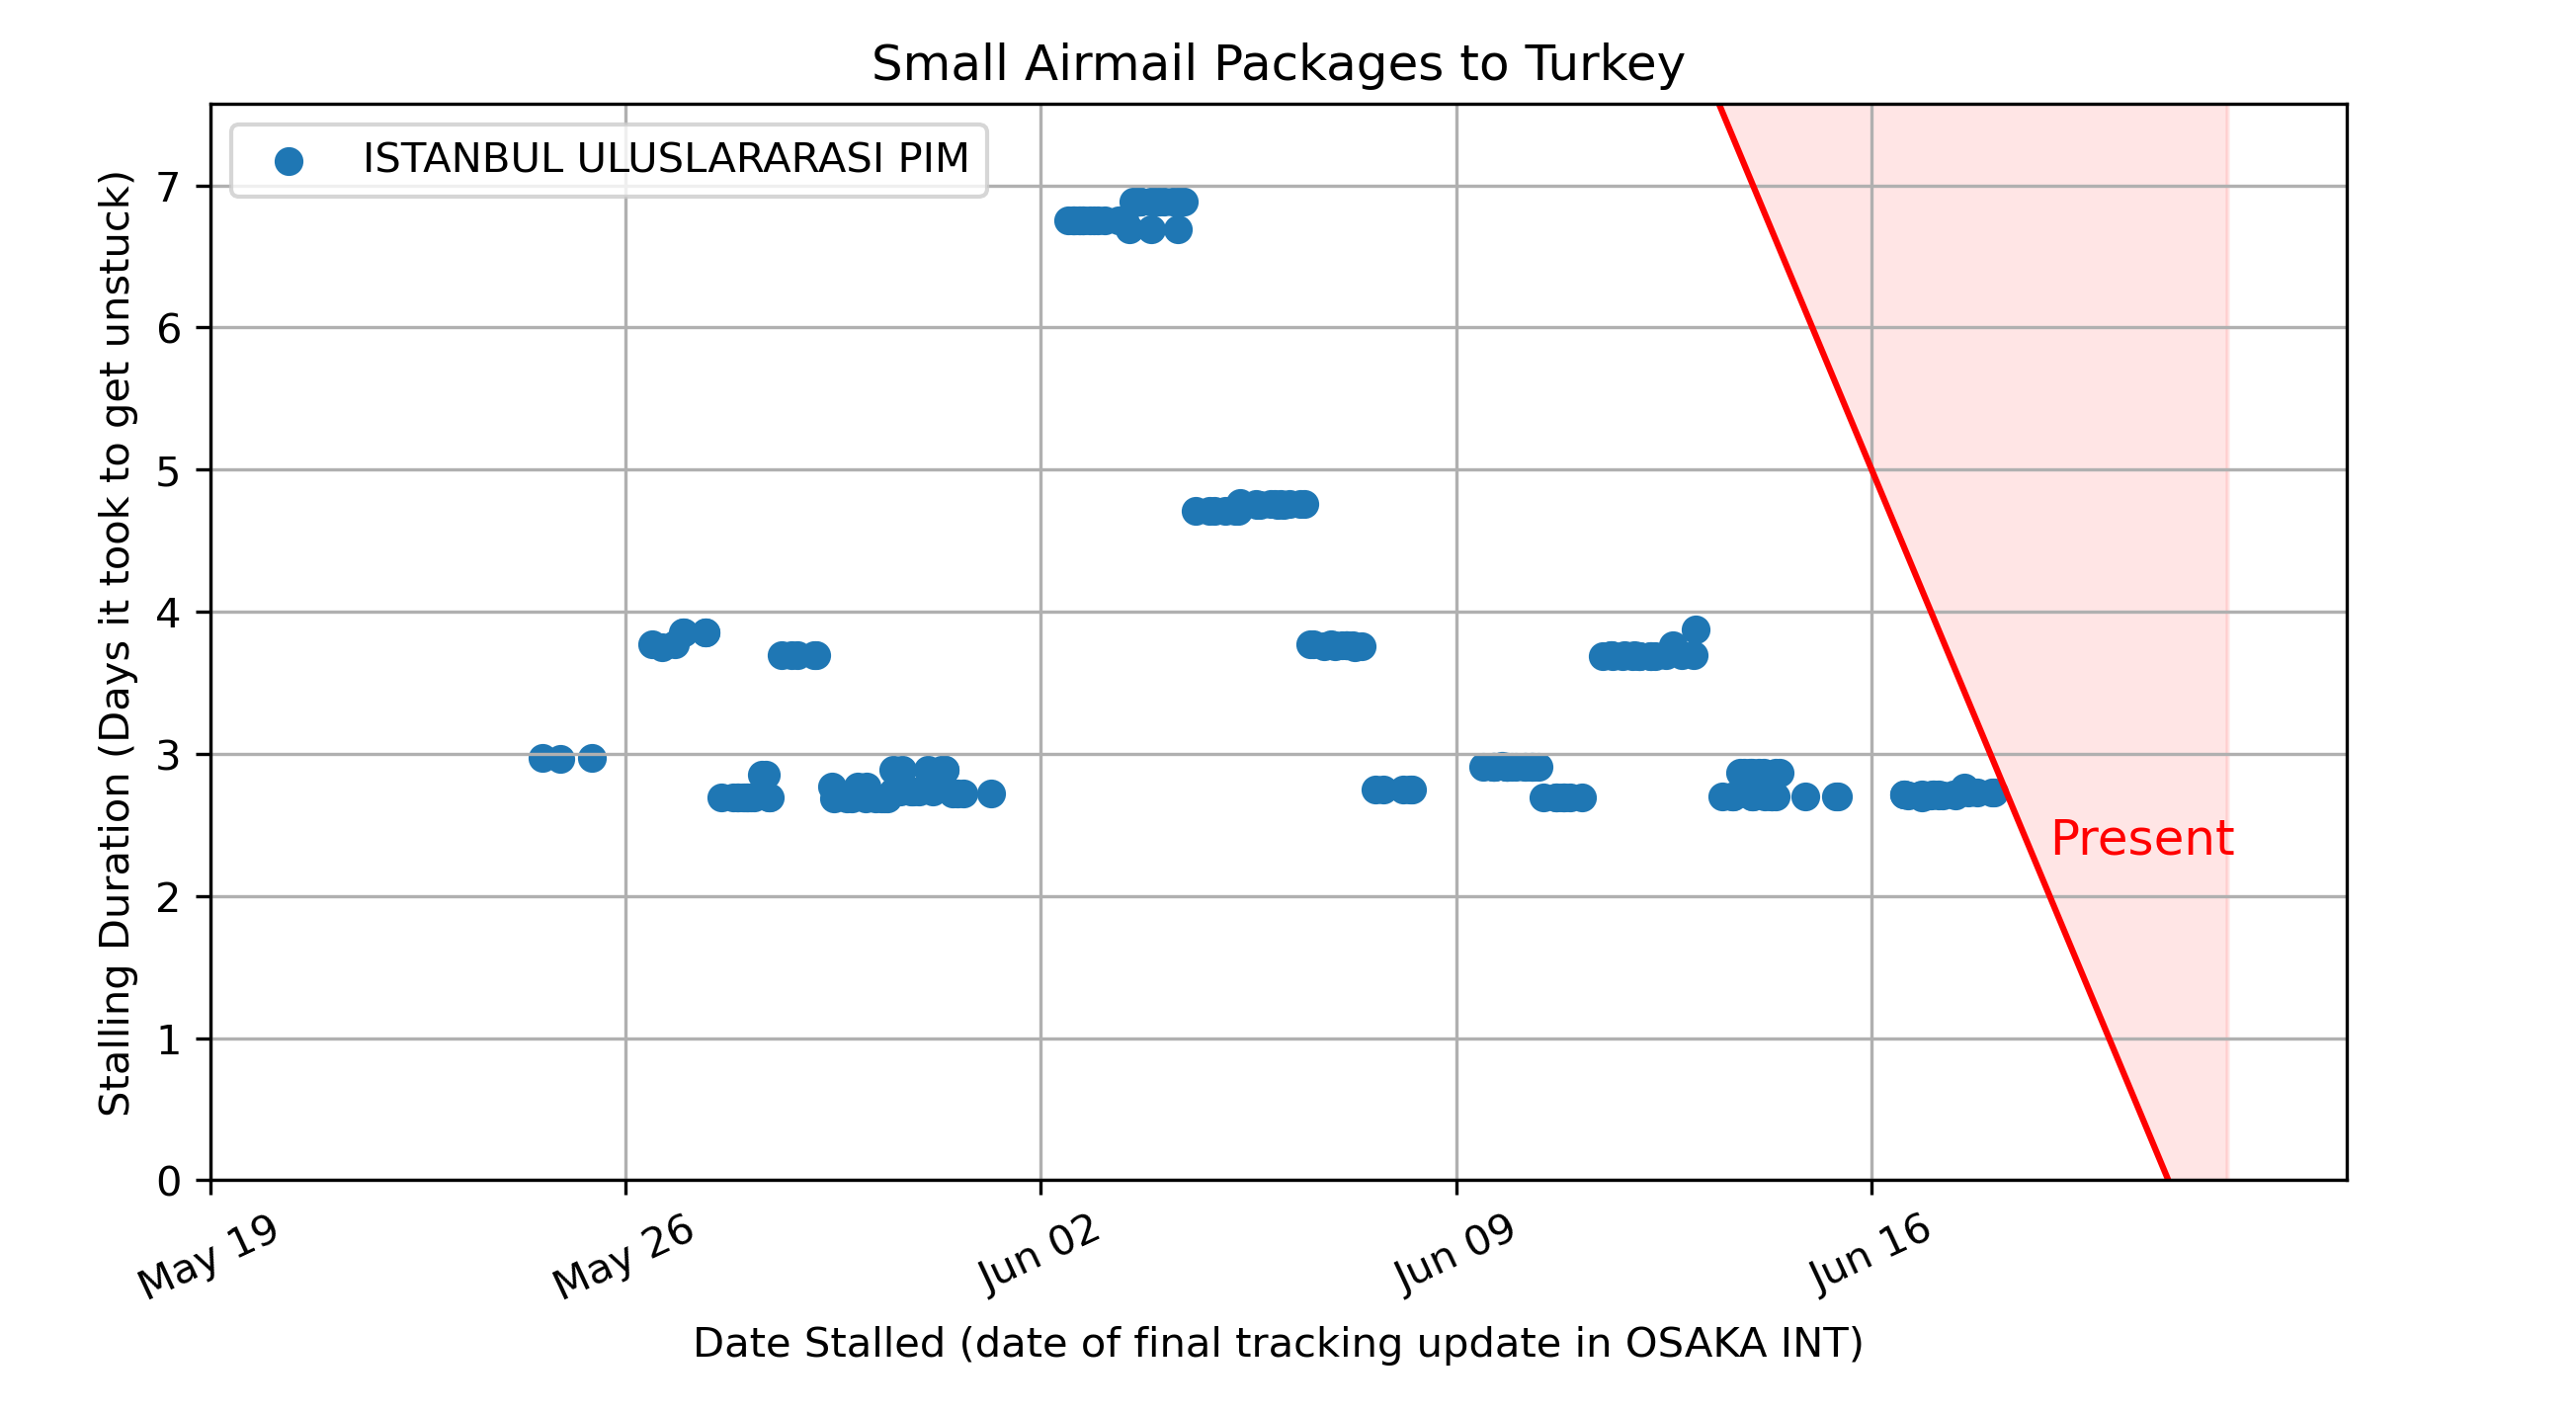 Small Airmail Packages to Turkey
ISTANBUL ULUSLARARASI PIM
Stalling Duration (Days it took to get unstuck)
7
6
5
4
3
2
1
0
Present
May 19
May 26
Jun 02
Jun 09
Jun 16
Date Stalled (date of final tracking update in OSAKA INT)